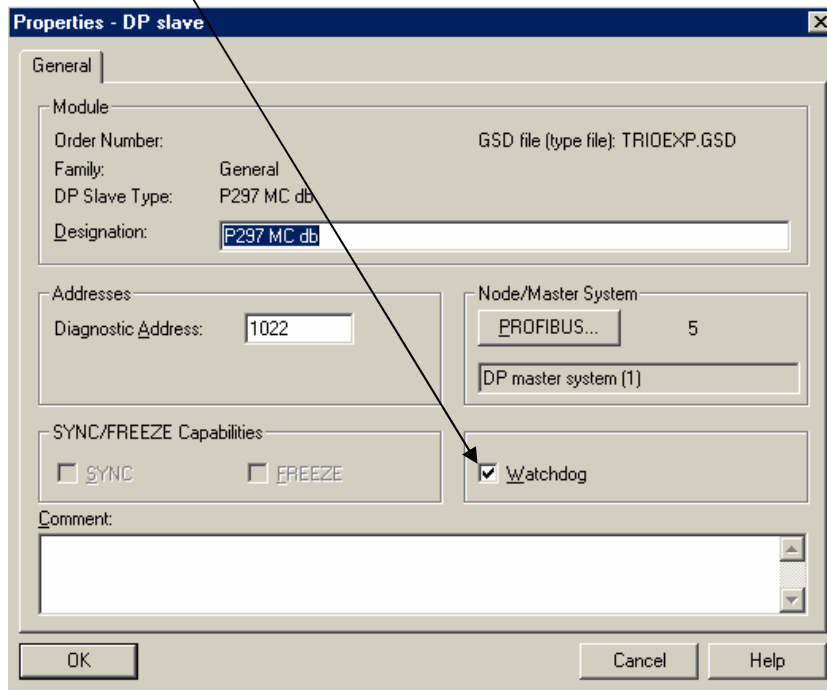 Properties - DP slave
General
Module
Order Number: GSD file (type file): TRIOEXP.GSD
Family: General
DP Slave Type: P297 MC db
Designation: P297 MC db
Addresses
Diagnostic Address: 1022
Node/Master System
PROFIBUS... 5
DP master system (1)
SYNC/FREEZE Capabilities
SYNC FREEZE
Watchdog
Comment:
OK Cancel Help